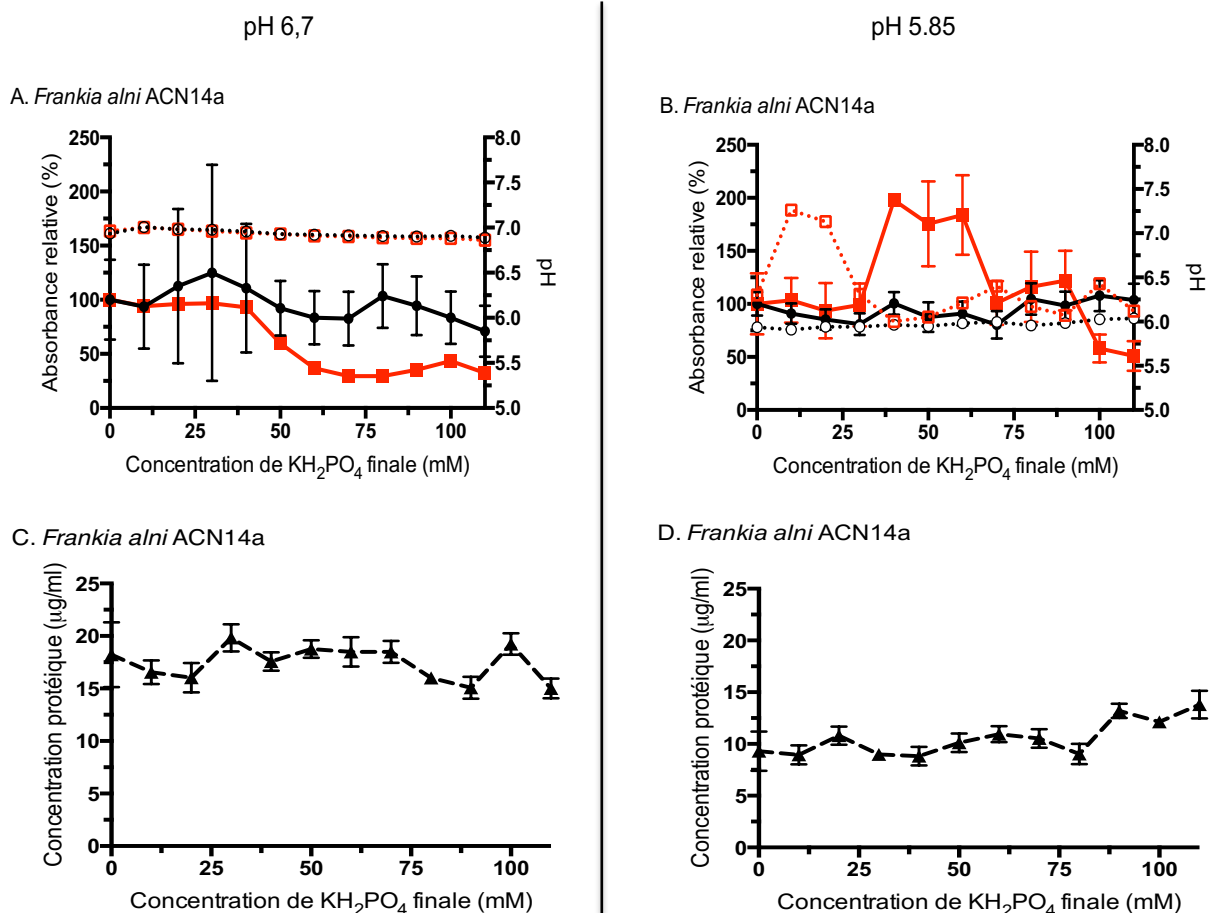 pH 6,7
pH 5.85
A. Frankia alni ACN14a
B. Frankia alni ACN14a
Absorbance relative (%)
250
200
150
100
50
0
8.0
7.5
7.0
6.5
6.0
5.5
5.0
pH
0 25 50 75 100
Concentration de KH2PO4 finale (mM)
Absorbance relative (%)
250
200
150
100
50
0
8.0
7.5
7.0
6.5
6.0
5.5
5.0
pH
0 25 50 75 100
Concentration de KH2PO4 finale (mM)
C. Frankia alni ACN14a
D. Frankia alni ACN14a
Concentration protéique (µg/ml)
25
20
15
10
5
0
0 25 50 75 100
Concentration de KH2PO4 finale (mM)
Concentration protéique (µg/ml)
25
20
15
10
5
0
0 25 50 75 100
Concentration de KH2PO4 finale (mM)